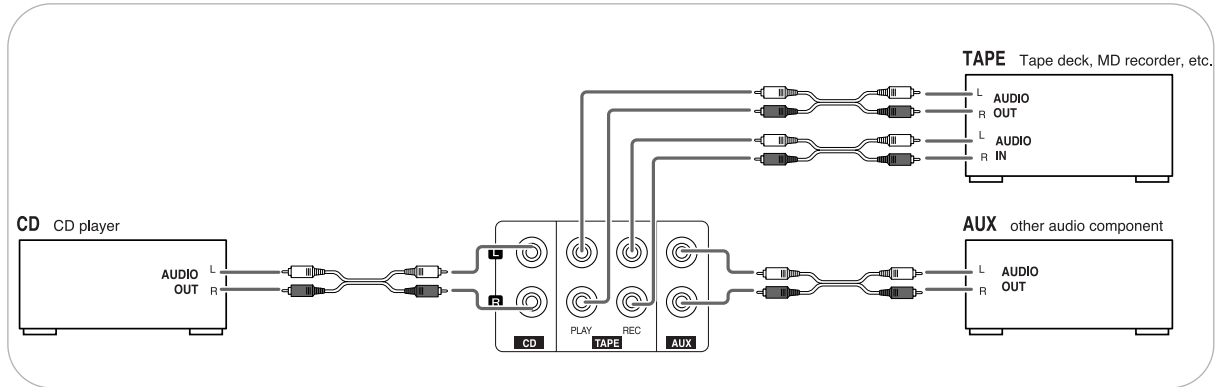 TAPE Tape deck, MD recorder, etc.
L AUDIO
R OUT
L AUDIO
R IN
CD CD player
AUDIO L
OUT R
L
R
PLAY REC
CD TAPE AUX
AUX other audio component
L AUDIO
R OUT